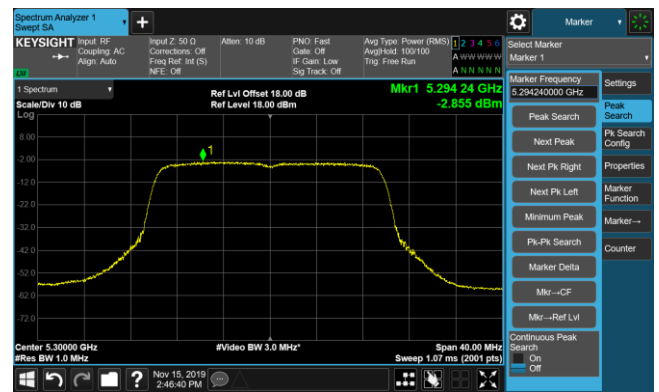 Spectrum Analyzer 1
Swept SA
Marker
KEYSIGHT
Input: RF
Coupling: AC
Align: Auto
Input Z: 50 Ω
Corrections: Off
Freq Ref: Int (S)
NFE: Off
Atten: 10 dB
PNO: Fast
Gate: Off
IF Gain: Low
Sig Track: Off
Avg Type: Power (RMS)
Avg|Hold: 100/100
Trig: Free Run
1 2 3 4 5 6
A W W W W W
A N N N N N
LXI
1 Spectrum
Scale/Div 10 dB
Log
Ref Lvl Offset 18.00 dB
Ref Level 18.00 dBm
Mkr1 5.294 24 GHz
-2.855 dBm
1
8.00
-2.00
-12.0
-22.0
-32.0
-42.0
-52.0
-62.0
-72.0
Center 5.30000 GHz
#Res BW 1.0 MHz
#Video BW 3.0 MHz*
Span 40.00 MHz
Sweep 1.07 ms (2001 pts)
Nov 15, 2019
2:46:40 PM
Select Marker
Marker 1
Marker Frequency
5.294240000 GHz
Peak Search
Next Peak
Next Pk Right
Next Pk Left
Minimum Peak
Pk-Pk Search
Marker Delta
Mkr→CF
Mkr→Ref Lvl
Continuous Peak
Search
On
Off
Settings
Peak
Search
Pk Search
Config
Properties
Marker
Function
Marker→
Counter